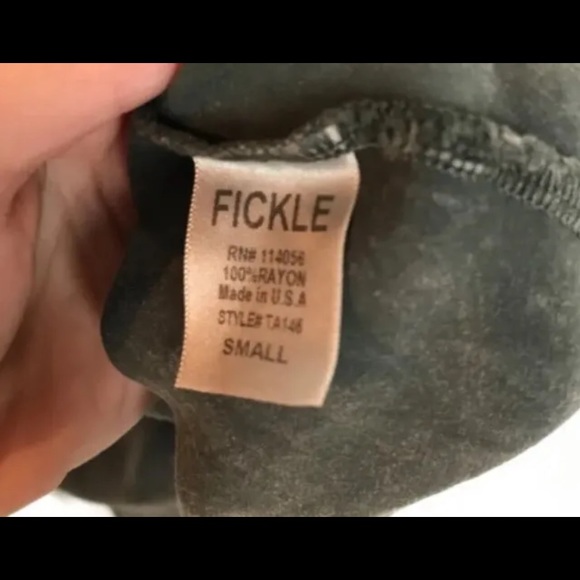 FICKLE
RN# 114056
100%RAYON
Made in U.S.A
STYLE# TA146
SMALL